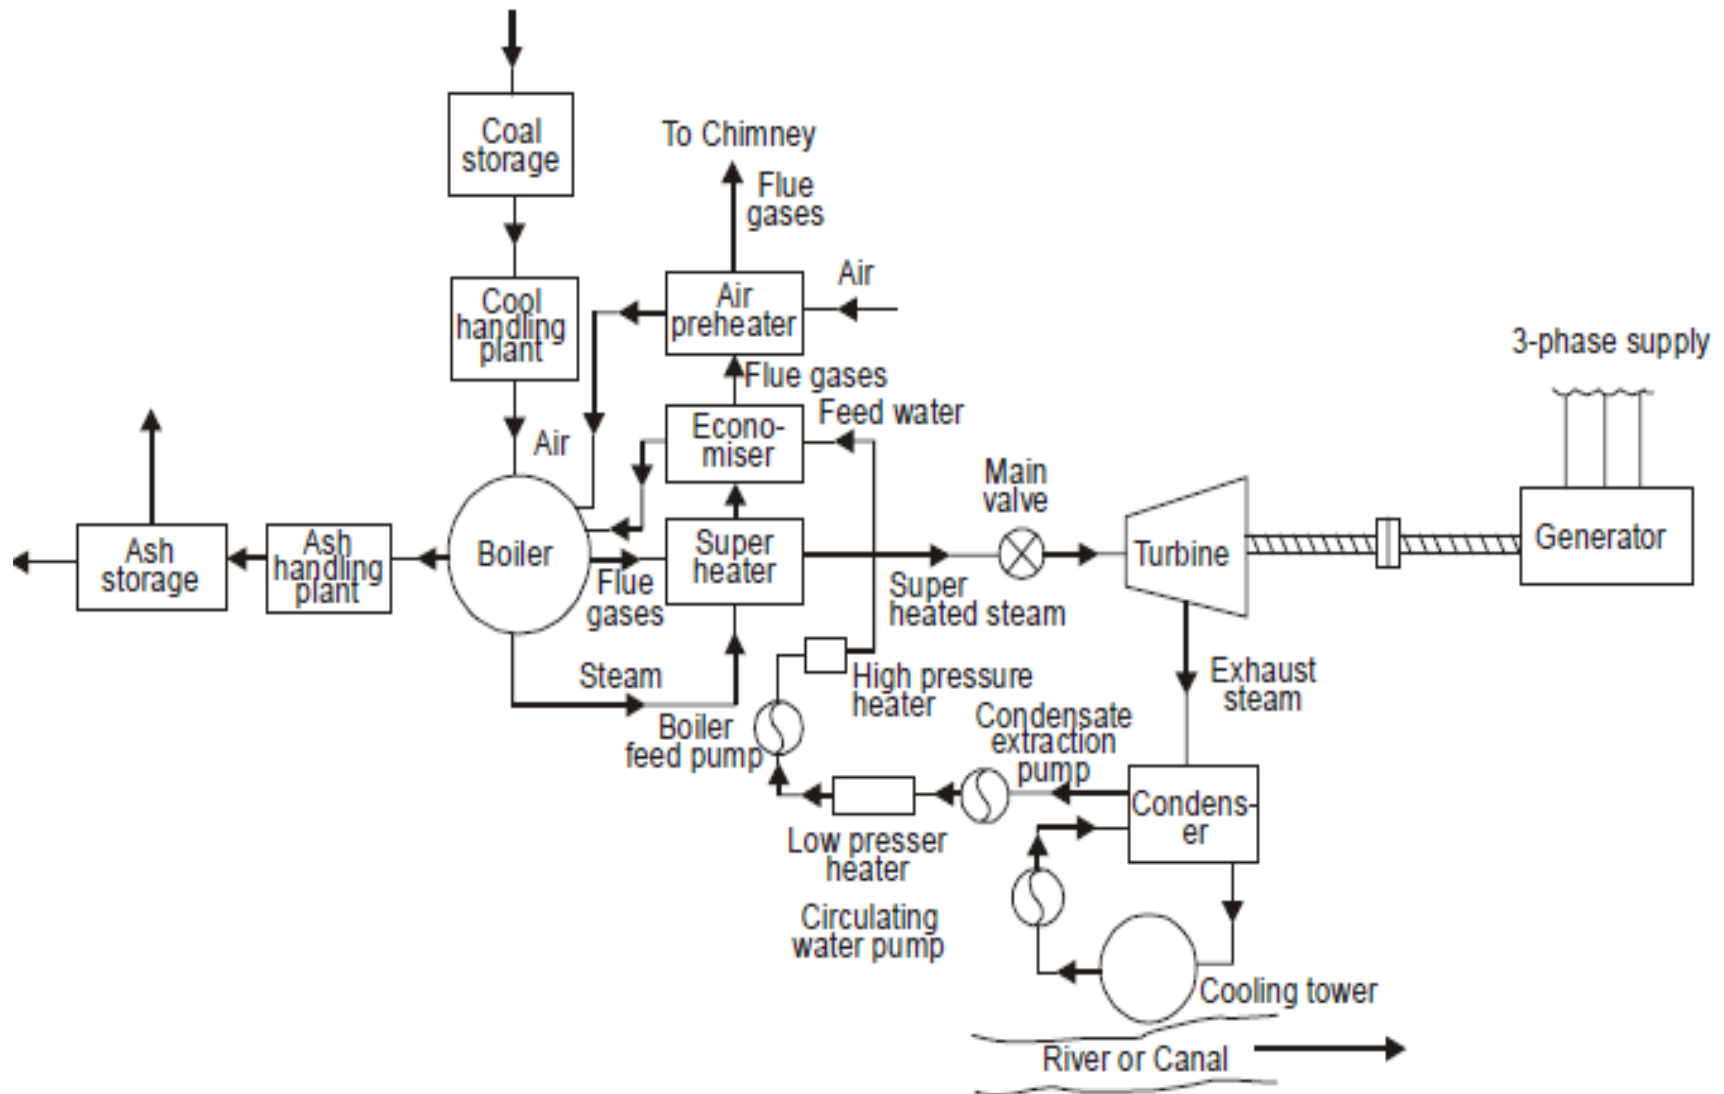 Coal
storage
To Chimney
Flue
gases
Cool
handling
plant
Air
preheater
Air
3-phase supply
Flue gases
Feed water
Air
Econo-
miser
Main
valve
Ash
storage
Ash
handling
plant
Boiler
Flue
gases
Super
heater
Super
heated steam
Turbine
Generator
Steam
High pressure
heater
Exhaust
steam
Boiler
feed pump
Condensate
extraction
pump
Condens-
er
Low presser
heater
Circulating
water pump
Cooling tower
River or Canal